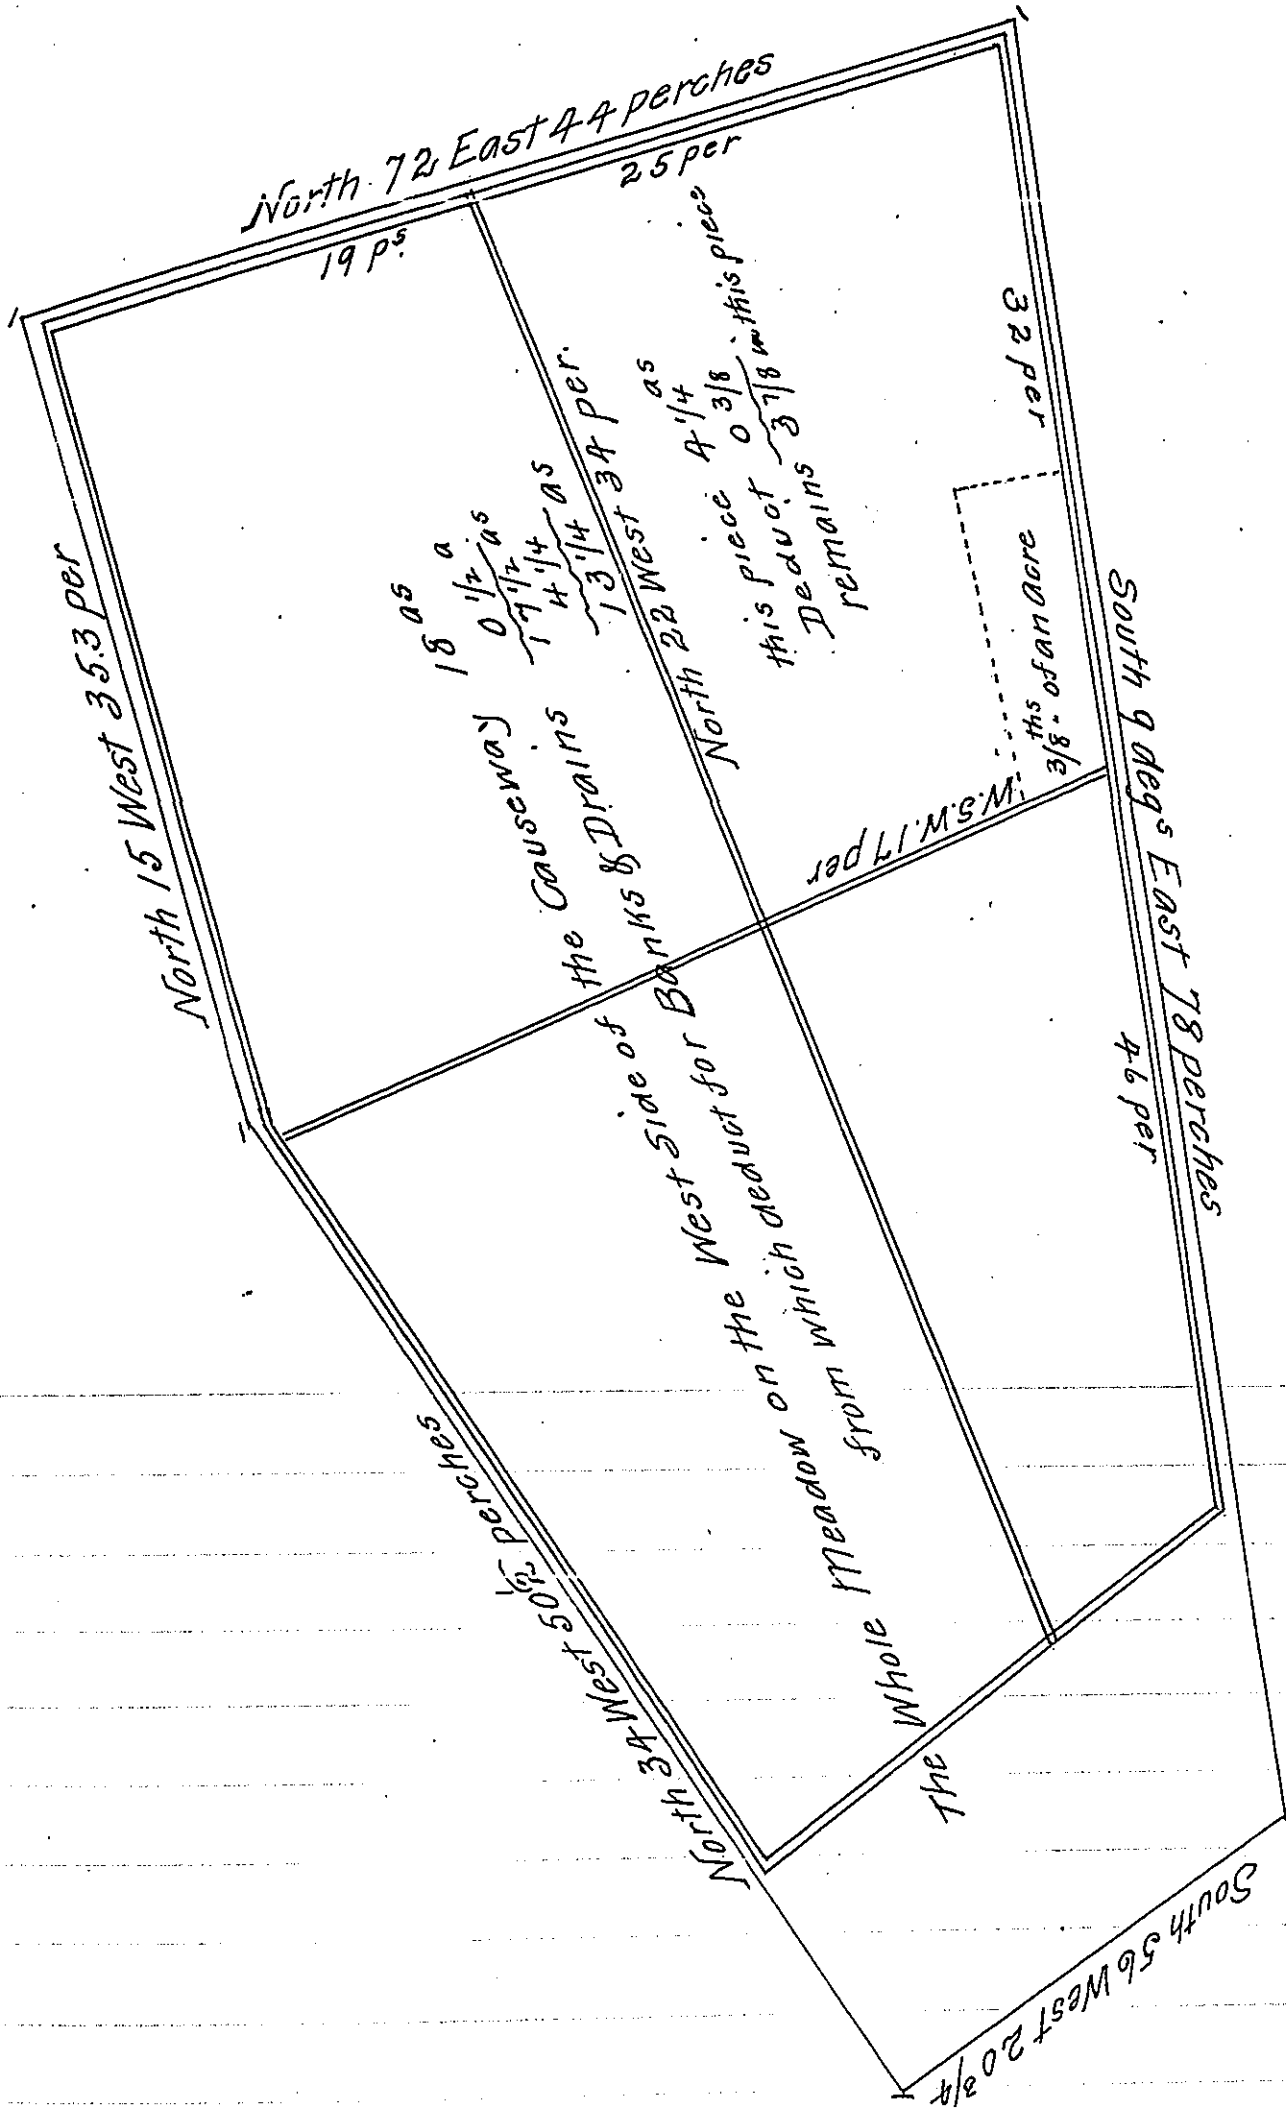 North 72 East 44 perches
19 ps.
25 per
32 per
South 9 degs East 78 perches
46 per
3/8ths of an Acre
W.S.W. 17 per
North 15 West 35.3 per
North 34 West 50 1/2 perches
South 56 West 20 3/4
The Whole Meadow on the West Side of the Causeway 18 as
from which deduct for Banks & Drains 0 1/2 a
17 1/2 as
4 1/4
13 1/4 as
North 22 West 34 per.
this piece 4 1/4 as
Deduct 0 3/8
remains 3 7/8 in this piece